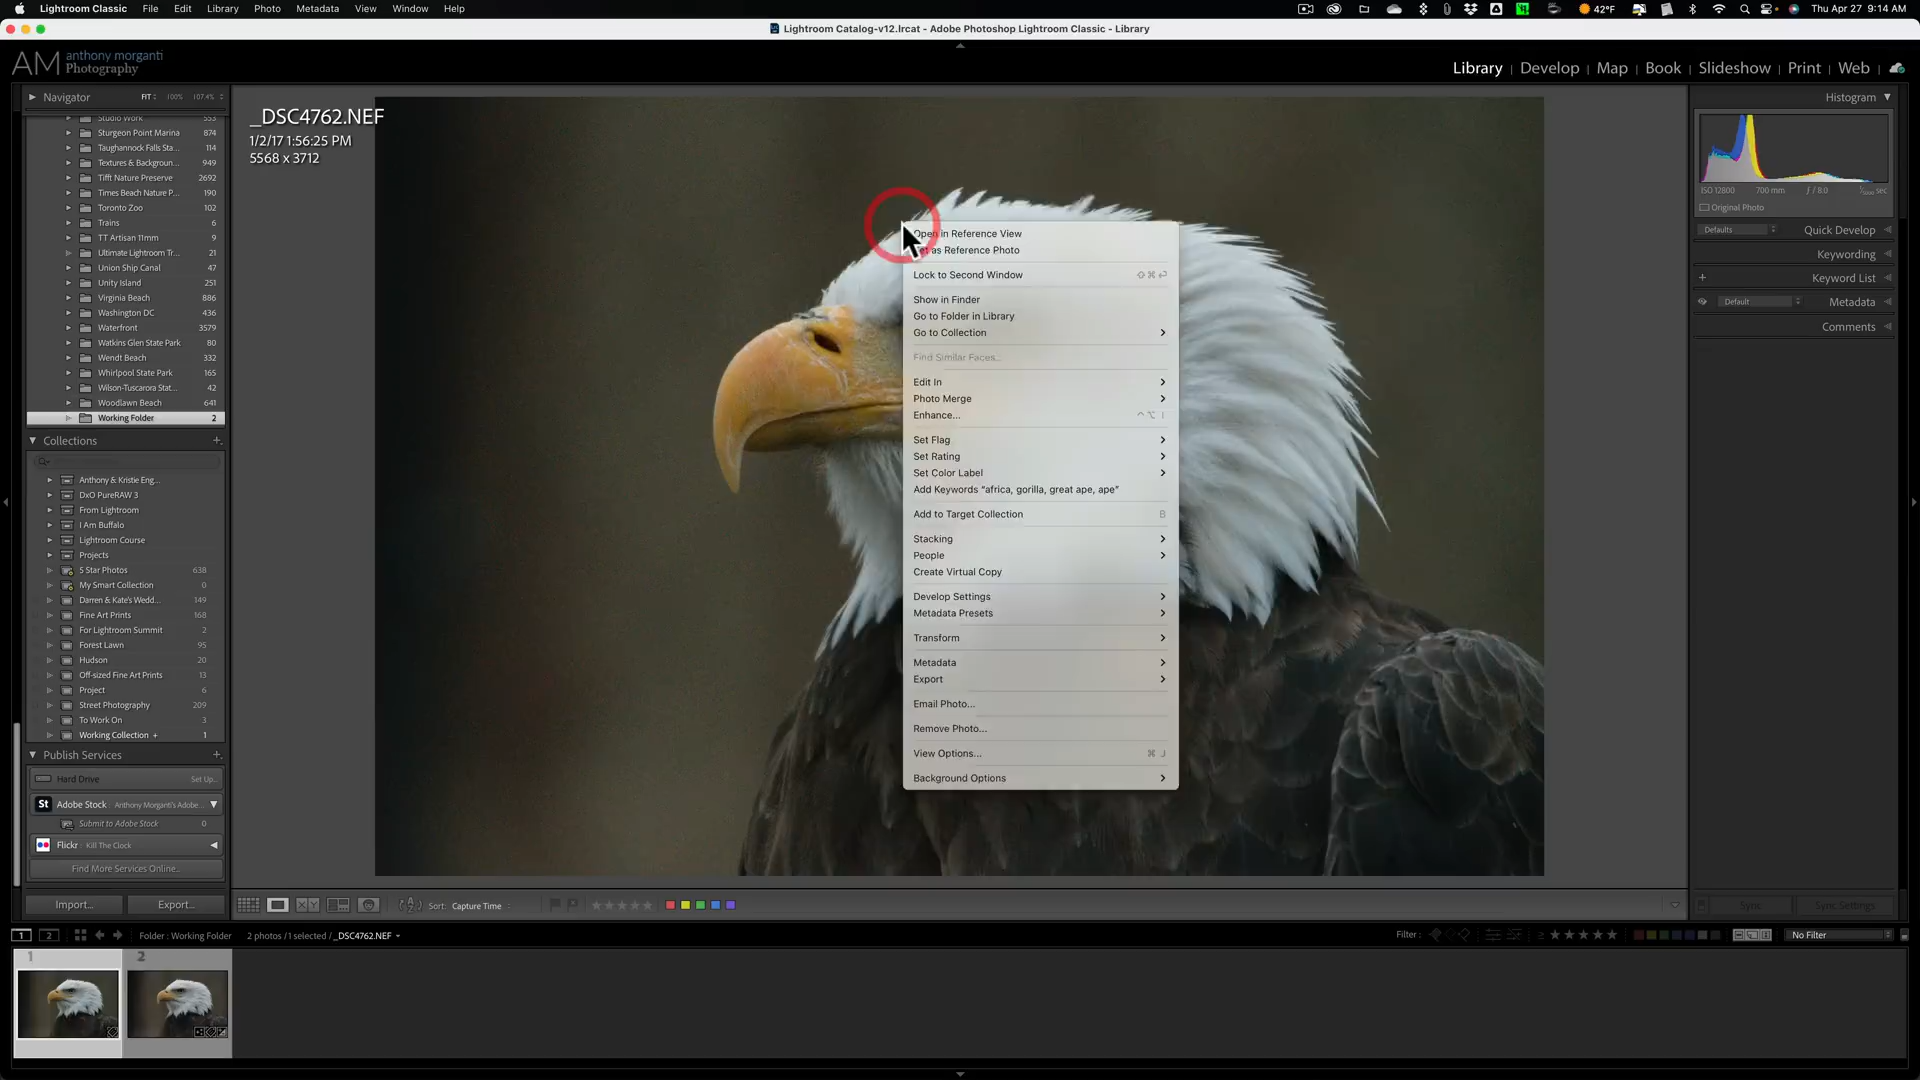 Lightroom Classic File Edit Library Photo Metadata View Window Help 42°F Thu Apr 27 9:14 AM
Lightroom Catalog-v12.lrcat - Adobe Photoshop Lightroom Classic - Library
AM anthony morganti Photography
Library | Develop | Map | Book | Slideshow | Print | Web
Navigator FIT 100% 107.4%
Studio Work 553
Sturgeon Point Marina 874
Taughannock Falls Sta... 114
Textures & Backgroun... 949
Tifft Nature Preserve 2692
Times Beach Nature P... 190
Toronto Zoo 102
Trains 6
TT Artisan 11mm 9
Ultimate Lightroom Tr... 21
Union Ship Canal 47
Unity Island 251
Virginia Beach 886
Washington DC 436
Waterfront 3579
Watkins Glen State Park 80
Wendt Beach 332
Whirlpool State Park 165
Wilson-Tuscarora Stat... 42
Woodlawn Beach 641
Working Folder 2
Collections
Anthony & Kristie Eng...
DxO PureRAW 3
From Lightroom
I Am Buffalo
Lightroom Course
Projects
5 Star Photos 638
My Smart Collection 0
Darren & Kate's Wedd... 149
Fine Art Prints 168
For Lightroom Summit 2
Forest Lawn 95
Hudson 20
Off-sized Fine Art Prints 13
Project 6
Street Photography 209
To Work On 3
Working Collection + 1
Publish Services
Hard Drive Set Up...
St Adobe Stock Anthony Morganti's Adobe...
Submit to Adobe Stock 0
Flickr Kill The Clock
Find More Services Online...
Import... Export...
_DSC4762.NEF
1/2/17 1:56:25 PM
5568 x 3712
Open in Reference View
as Reference Photo
Lock to Second Window ⇧⌘⏎
Show in Finder
Go to Folder in Library
Go to Collection
Find Similar Faces...
Edit In
Photo Merge
Enhance... ^⌥ I
Set Flag
Set Rating
Set Color Label
Add Keywords “africa, gorilla, great ape, ape”
Add to Target Collection B
Stacking
People
Create Virtual Copy
Develop Settings
Metadata Presets
Transform
Metadata
Export
Email Photo...
Remove Photo...
View Options... ⌘ J
Background Options
Histogram
ISO 12800 700 mm ƒ / 8.0 sec
Original Photo
Defaults Quick Develop
Keywording
+ Keyword List
Default Metadata
Comments
Sync Sync Settings
XY Sort: Capture Time
1 2 Folder : Working Folder 2 photos / 1 selected / _DSC4762.NEF
Filter : No Filter
1 2